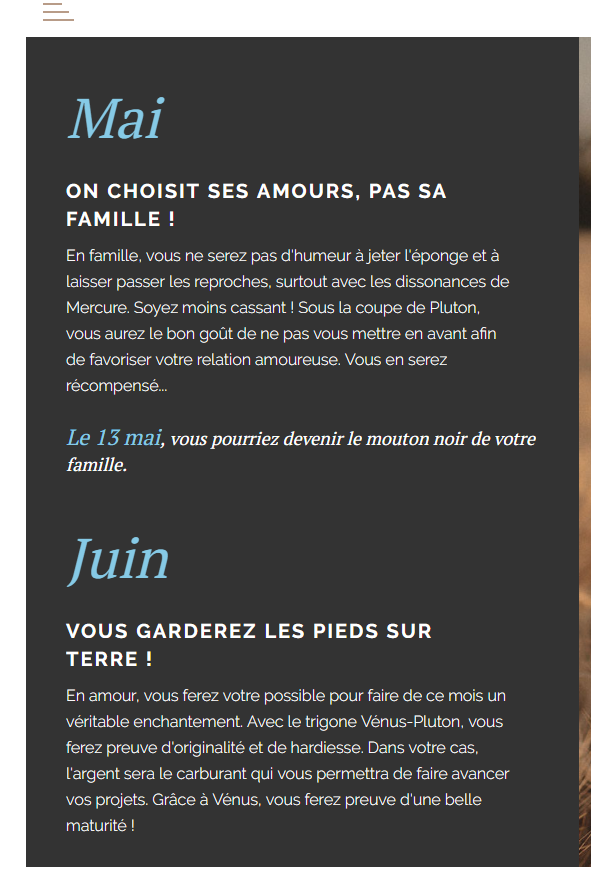 Mai
ON CHOISIT SES AMOURS, PAS SA
FAMILLE !
En famille, vous ne serez pas d'humeur à jeter l'éponge et à
laisser passer les reproches, surtout avec les dissonances de
Mercure. Soyez moins cassant ! Sous la coupe de Pluton,
vous aurez le bon goût de ne pas vous mettre en avant afin
de favoriser votre relation amoureuse. Vous en serez
récompensé...
Le 13 mai, vous pourriez devenir le mouton noir de votre
famille.
Juin
VOUS GARDEREZ LES PIEDS SUR
TERRE !
En amour, vous ferez votre possible pour faire de ce mois un
véritable enchantement. Avec le trigone Vénus-Pluton, vous
ferez preuve d'originalité et de hardiesse. Dans votre cas,
l'argent sera le carburant qui vous permettra de faire avancer
vos projets. Grâce à Vénus, vous ferez preuve d'une belle
maturité !